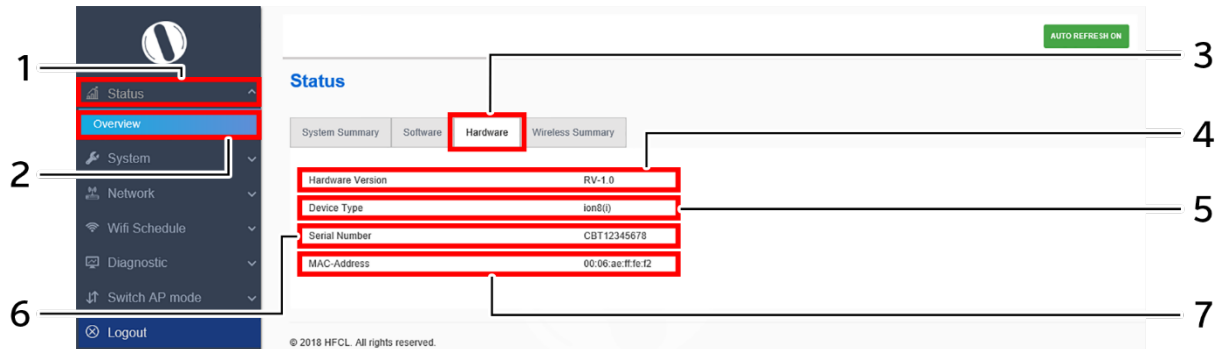 AUTO REFRESH ON
1
3
Status
Status
Overview
System Summary Software Hardware Wireless Summary
4
2
System
Hardware Version RV-1.0
Network
Device Type ion8(i)
5
Wifi Schedule
Serial Number CBT12345678
Diagnostic
MAC-Address 00:06:ae:ff:fe:f2
Switch AP mode
6
7
Logout
© 2018 HFCL. All rights reserved.